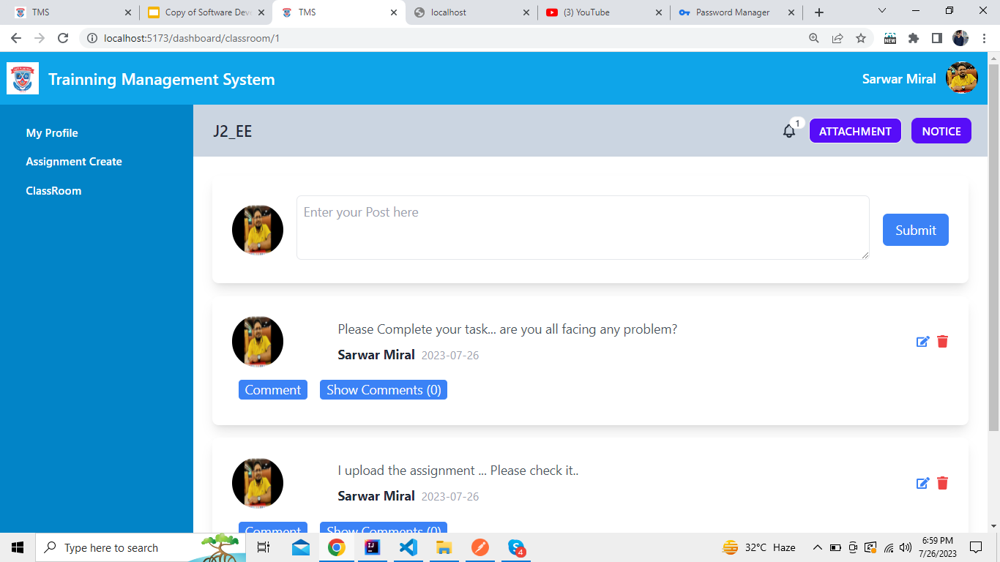 TMS
Copy of Software Deve
TMS
localhost
(3) YouTube
Password Manager
localhost:5173/dashboard/classroom/1
NEW
Trainning Management System
Sarwar Miral
My Profile
Assignment Create
ClassRoom
J2_EE
1
ATTACHMENT
NOTICE
Enter your Post here
Submit
Please Complete your task... are you all facing any problem?
Sarwar Miral 2023-07-26
Comment
Show Comments (0)
I upload the assignment ... Please check it..
Sarwar Miral 2023-07-26
Comment
Show Comments (0)
Type here to search
4
32°C Haze
6:59 PM
7/26/2023